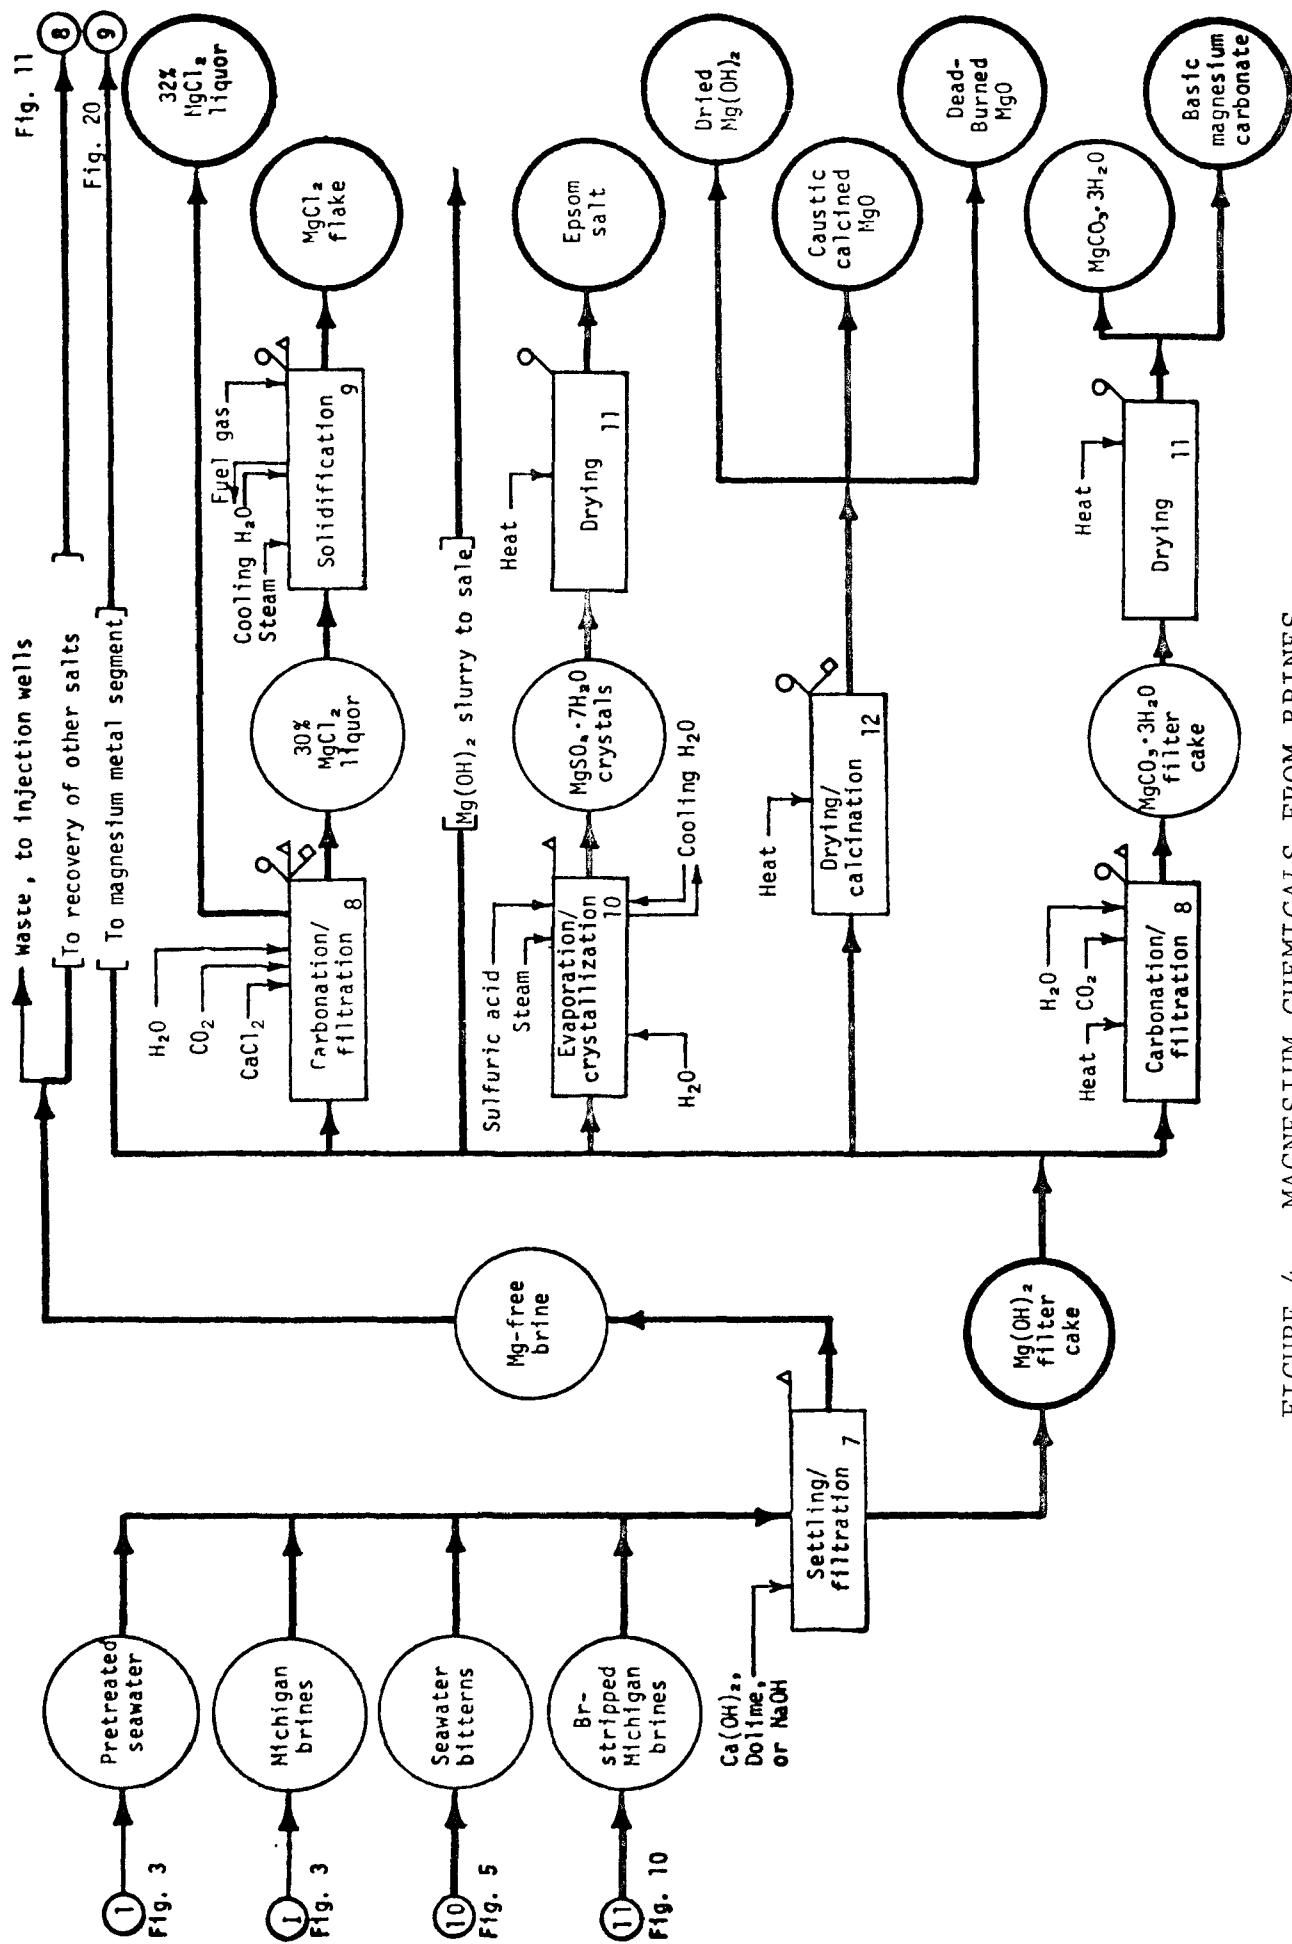 1
Fig. 3
Pretreated
seawater
I
Fig. 3
Michigan
brines
10
Fig. 5
Seawater
bitterns
11
Fig. 10
Br-
stripped
Michigan
brines
Ca(OH)₂,
Dolime,
or NaOH
Settling/
filtration 7
Mg-free
brine
Mg(OH)₂
filter
cake
Waste, to injection wells
To recovery of other salts
Fig. 11
8
To magnesium metal segment
Fig. 20
9
H₂O
CO₂
CaCl₂
Carbonation/
filtration 8
32%
MgCl₂
liquor
30%
MgCl₂
liquor
Cooling H₂O
Steam
Fuel gas
Solidification
9
MgCl₂
flake
Mg(OH)₂ slurry to sale
Sulfuric acid
Steam
H₂O
Evaporation/
crystallization
10
Cooling H₂O
MgSO₄·7H₂O
crystals
Heat
Drying 11
Epsom
salt
Heat
Drying/
calcination
12
Dried
Mg(OH)₂
Caustic
calcined
MgO
Dead-
Burned
MgO
Heat
H₂O
CO₂
Carbonation/
filtration 8
MgCO₃·3H₂O
filter
cake
Heat
Drying 11
MgCO₃·3H₂O
Basic
magnesium
carbonate
FIGURE 4. MAGNESIUM CHEMICALS FROM BRINES